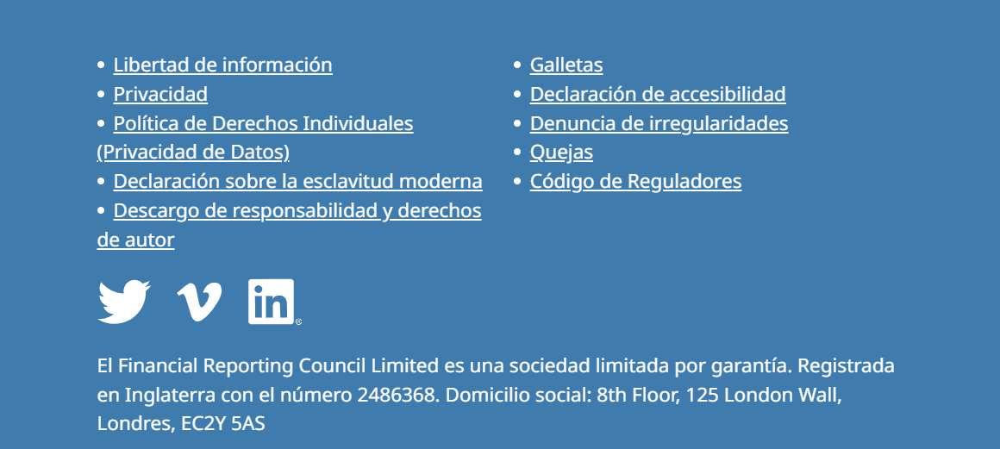 • Libertad de información
• Privacidad
• Política de Derechos Individuales
(Privacidad de Datos)
• Declaración sobre la esclavitud moderna
• Descargo de responsabilidad y derechos
de autor
• Galletas
• Declaración de accesibilidad
• Denuncia de irregularidades
• Quejas
• Código de Reguladores
in®
El Financial Reporting Council Limited es una sociedad limitada por garantía. Registrada
en Inglaterra con el número 2486368. Domicilio social: 8th Floor, 125 London Wall,
Londres, EC2Y 5AS